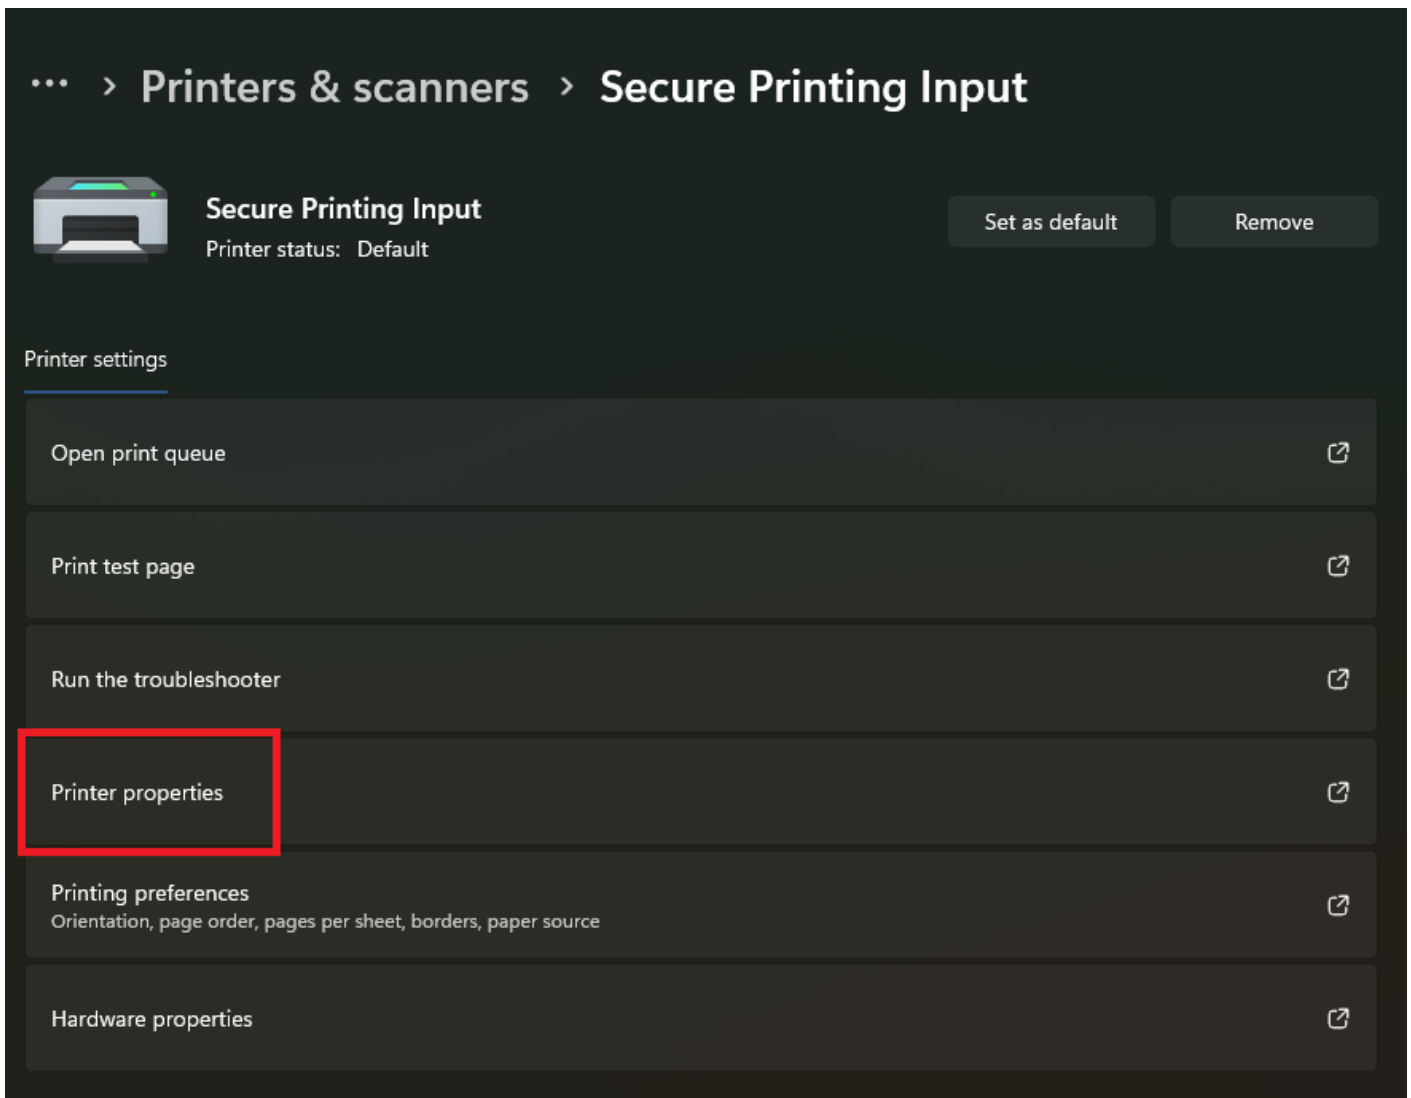 ... > Printers & scanners > Secure Printing Input
Secure Printing Input
Printer status: Default
Set as default
Remove
Printer settings
Open print queue
Print test page
Run the troubleshooter
Printer properties
Printing preferences
Orientation, page order, pages per sheet, borders, paper source
Hardware properties